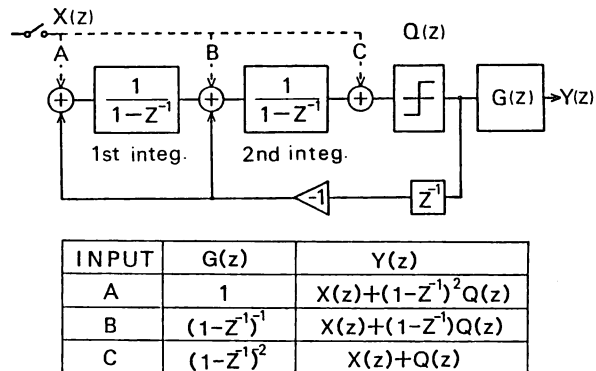 X(z)
Q(z)
A B C
1/(1-Z⁻¹) 1/(1-Z⁻¹) G(z) Y(z)
1st integ. 2nd integ.
-1 Z⁻¹
INPUT G(z) Y(z)
A 1 X(z)+(1-Z⁻¹)²Q(z)
B (1-Z⁻¹)⁻¹ X(z)+(1-Z⁻¹)Q(z)
C (1-Z⁻¹)⁻² X(z)+Q(z)